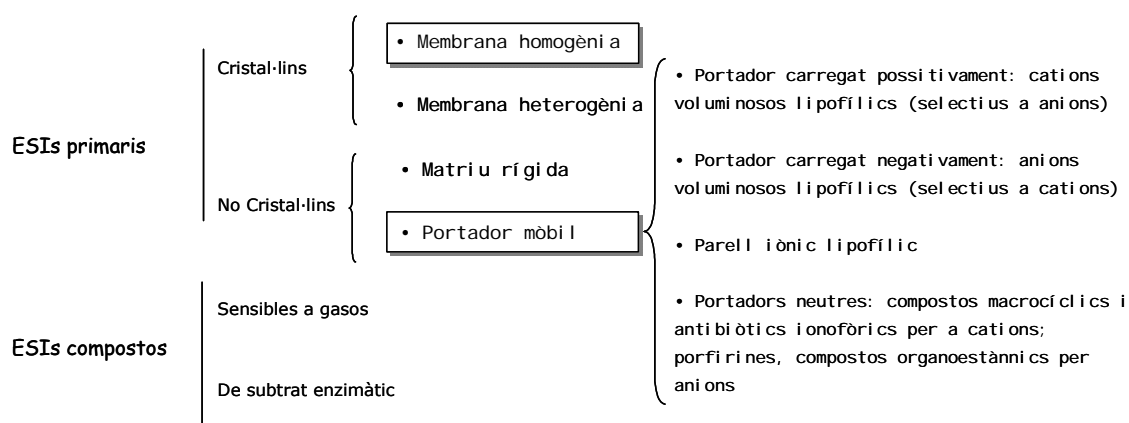 ESIs primaris
Cristal·lins
• Membrana homogènia
• Membrana heterogènia
No Cristal·lins
• Matriu rígida
• Portador mòbil
• Portador carregat possitivament: cations
voluminosos lipofílics (selectius a anions)
• Portador carregat negativament: anions
voluminosos lipofílics (selectius a cations)
• Parell iònic lipofílic
• Portadors neutres: compostos macrocíclics i
antibiòtics ionofòrics per a cations;
porfirines, compostos organoestànnics per
anions
ESIs compostos
Sensibles a gasos
De subtrat enzimàtic